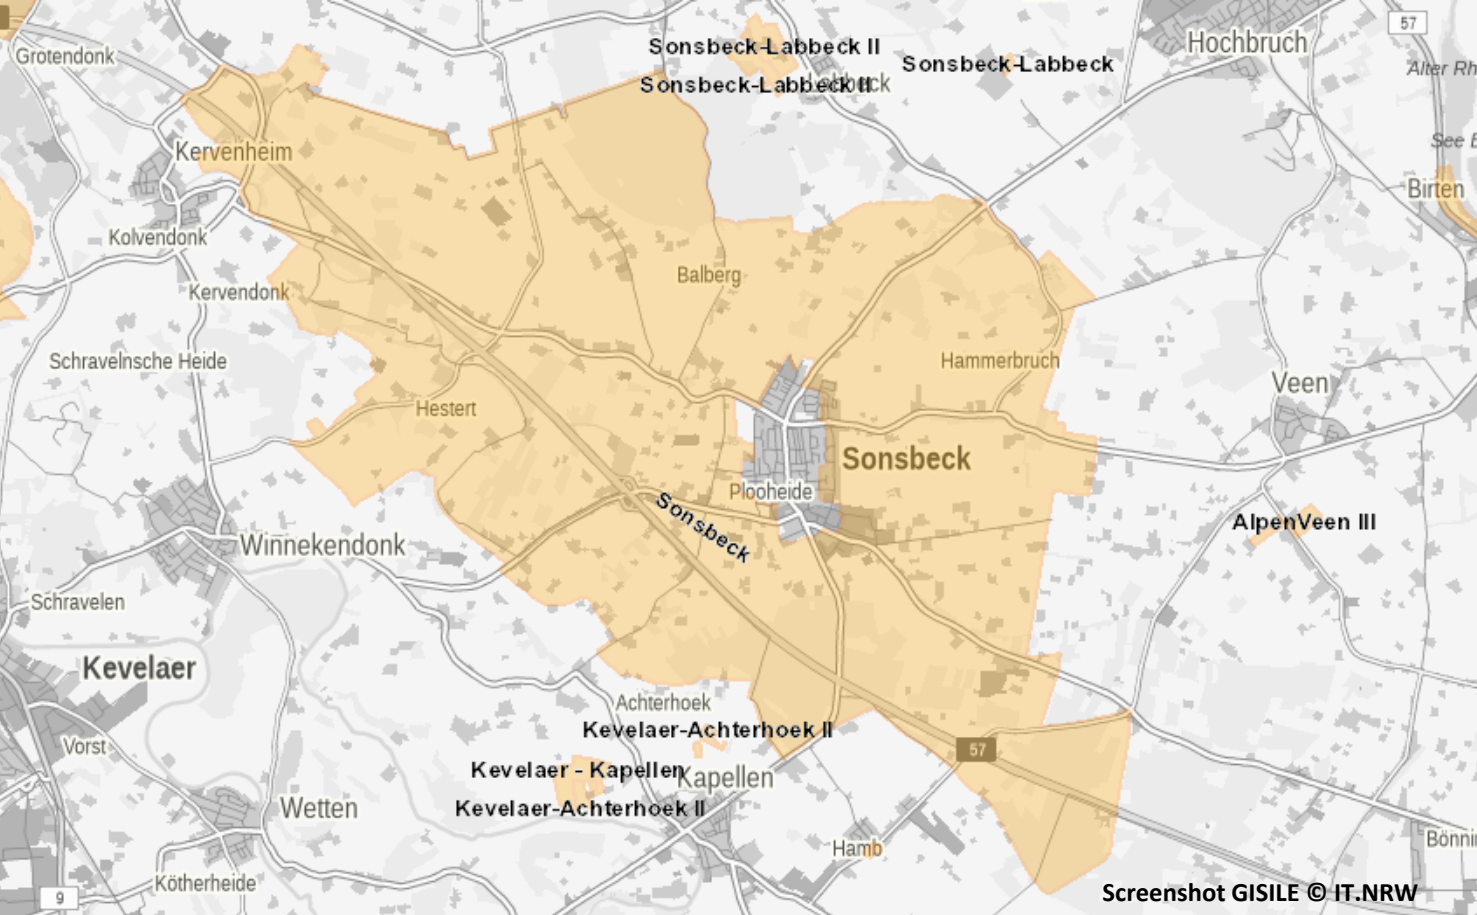 57
Hochbruch
Sonsbeck-Labbeck II
Sonsbeck-Labbeck
Grotendonk
Sonsbeck-Labbeck II
Labbeck
Alter Rh
See E
Kervenheim
Birten
Kolvendonk
Balberg
Kervendonk
Schravelnsche Heide
Hammerbruch
Veen
Hestert
Sonsbeck
Plooheide
Sonsbeck
AlpenVeen III
Winnekendonk
Schravelen
Kevelaer
Achterhoek
Kevelaer-Achterhoek II
Vorst
57
Kevelaer - Kapellen
Kapellen
Wetten
Kevelaer-Achterhoek II
Bönni
Hamb
Kötherheide
9
Screenshot GISILE © IT.NRW